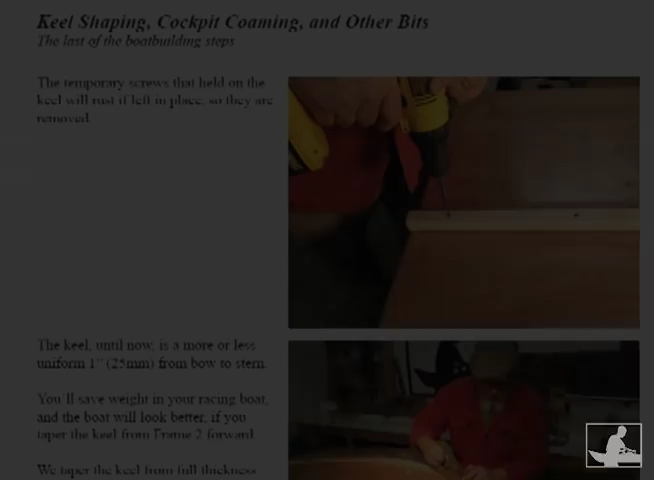 Keel Shaping, Cockpit Coaming, and Other Bits
The last of the boatbuilding steps
The temporary screws that held on the
keel will rust if left in place, so they are
removed.
The keel, until now, is a more or less
uniform 1" (25mm) from bow to stern.
You'll save weight in your racing boat,
and the boat will look better, if you
taper the keel from Frame 2 forward.
We taper the keel from full thickness